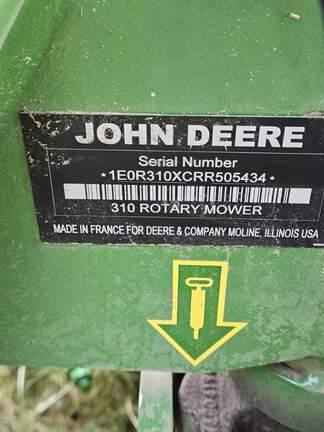 JOHN DEERE
Serial Number
*1E0R310XCRR505434*
310 ROTARY MOWER
MADE IN FRANCE FOR DEERE & COMPANY MOLINE, ILLINOIS USA